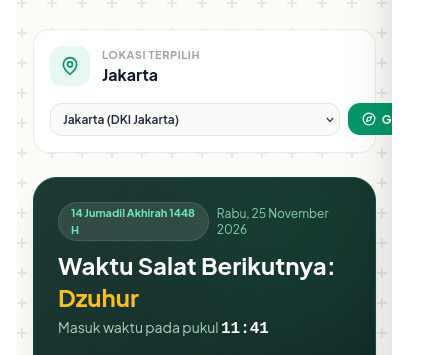 LOKASI TERPILIH
Jakarta
Jakarta (DKI Jakarta)
G
14 Jumadil Akhirah 1448
H
Rabu, 25 November
2026
Waktu Salat Berikutnya:
Dzuhur
Masuk waktu pada pukul 11:41